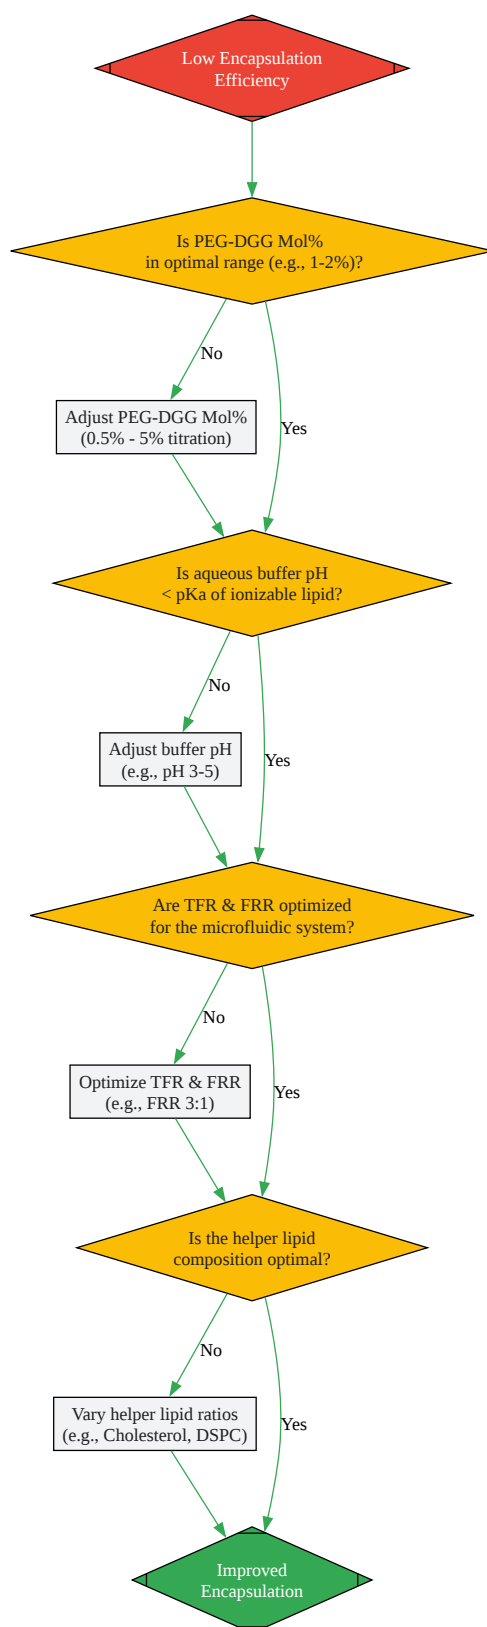 Low Encapsulation
Efficiency
Is PEG-DGG Mol%
in optimal range (e.g., 1-2%)?
No
Adjust PEG-DGG Mol%
(0.5% - 5% titration)
Yes
Is aqueous buffer pH
< pKa of ionizable lipid?
No
Adjust buffer pH
(e.g., pH 3-5)
Yes
Are TFR & FRR optimized
for the microfluidic system?
No
Optimize TFR & FRR
(e.g., FRR 3:1)
Yes
Is the helper lipid
composition optimal?
No
Vary helper lipid ratios
(e.g., Cholesterol, DSPC)
Yes
Improved
Encapsulation